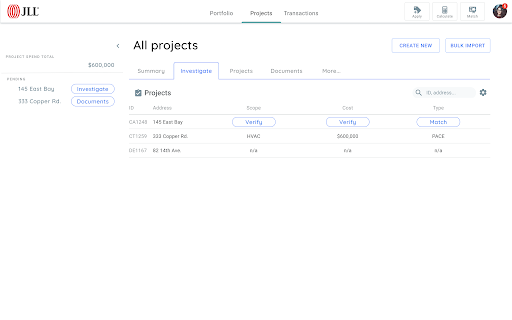 JLL
Portfolio Projects Transactions
Apply Calculate Match
PROJECT SPEND TOTAL
$600,000
PENDING
145 East Bay Investigate
333 Copper Rd. Documents
All projects
CREATE NEW BULK IMPORT
Summary Investigate Projects Documents More...
Projects
ID, address...
ID Address Scope Cost Type
CA1248 145 East Bay Verify Verify Match
CT1259 333 Copper Rd. HVAC $600,000 PACE
DE1167 82 14th Ave. n/a n/a n/a